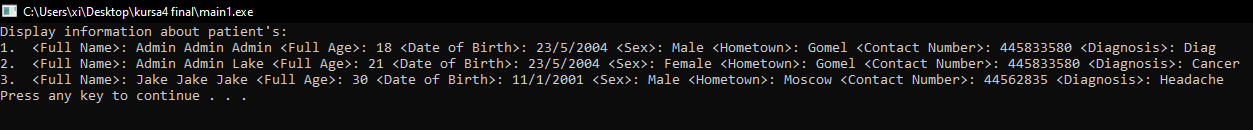 C:\Users\xi\Desktop\kursa4 final\main1.exe
Display information about patient's:
1.  <Full Name>: Admin Admin Admin <Full Age>: 18 <Date of Birth>: 23/5/2004 <Sex>: Male <Hometown>: Gomel <Contact Number>: 445833580 <Diagnosis>: Diag
2.  <Full Name>: Admin Admin Lake <Full Age>: 21 <Date of Birth>: 23/5/2004 <Sex>: Female <Hometown>: Gomel <Contact Number>: 445833580 <Diagnosis>: Cancer
3.  <Full Name>: Jake Jake Jake <Full Age>: 30 <Date of Birth>: 11/1/2001 <Sex>: Male <Hometown>: Moscow <Contact Number>: 44562835 <Diagnosis>: Headache
Press any key to continue . . .